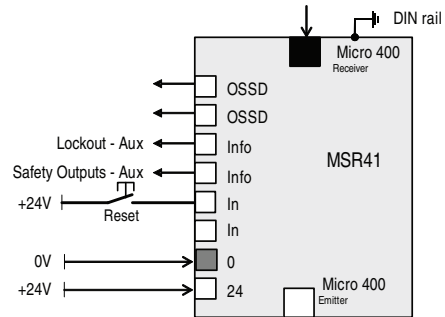 DIN rail
Micro 400
Receiver
OSSD
OSSD
Lockout - Aux
Info
MSR41
Safety Outputs - Aux
Info
+24V
Reset
In
In
0V
0
+24V
24
Micro 400
Emitter